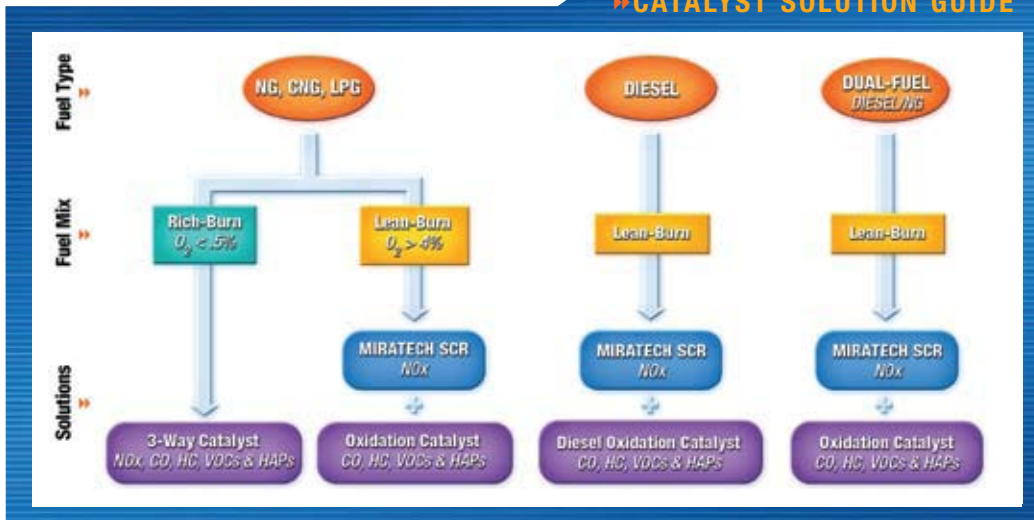 »CATALYST SOLUTION GUIDE
Fuel Type »
NG, CNG, LPG
DIESEL
DUAL-FUEL
DIESEL/NG
Fuel Mix »
Rich-Burn
O2 < .5%
Lean-Burn
O2 > 4%
Lean-Burn
Lean-Burn
Solutions »
MIRATECH SCR
NOx
+
MIRATECH SCR
NOx
+
MIRATECH SCR
NOx
+
3-Way Catalyst
NOx, CO, HC, VOCs & HAPs
Oxidation Catalyst
CO, HC, VOCs & HAPs
Diesel Oxidation Catalyst
CO, HC, VOCs & HAPs
Oxidation Catalyst
CO, HC, VOCs & HAPs